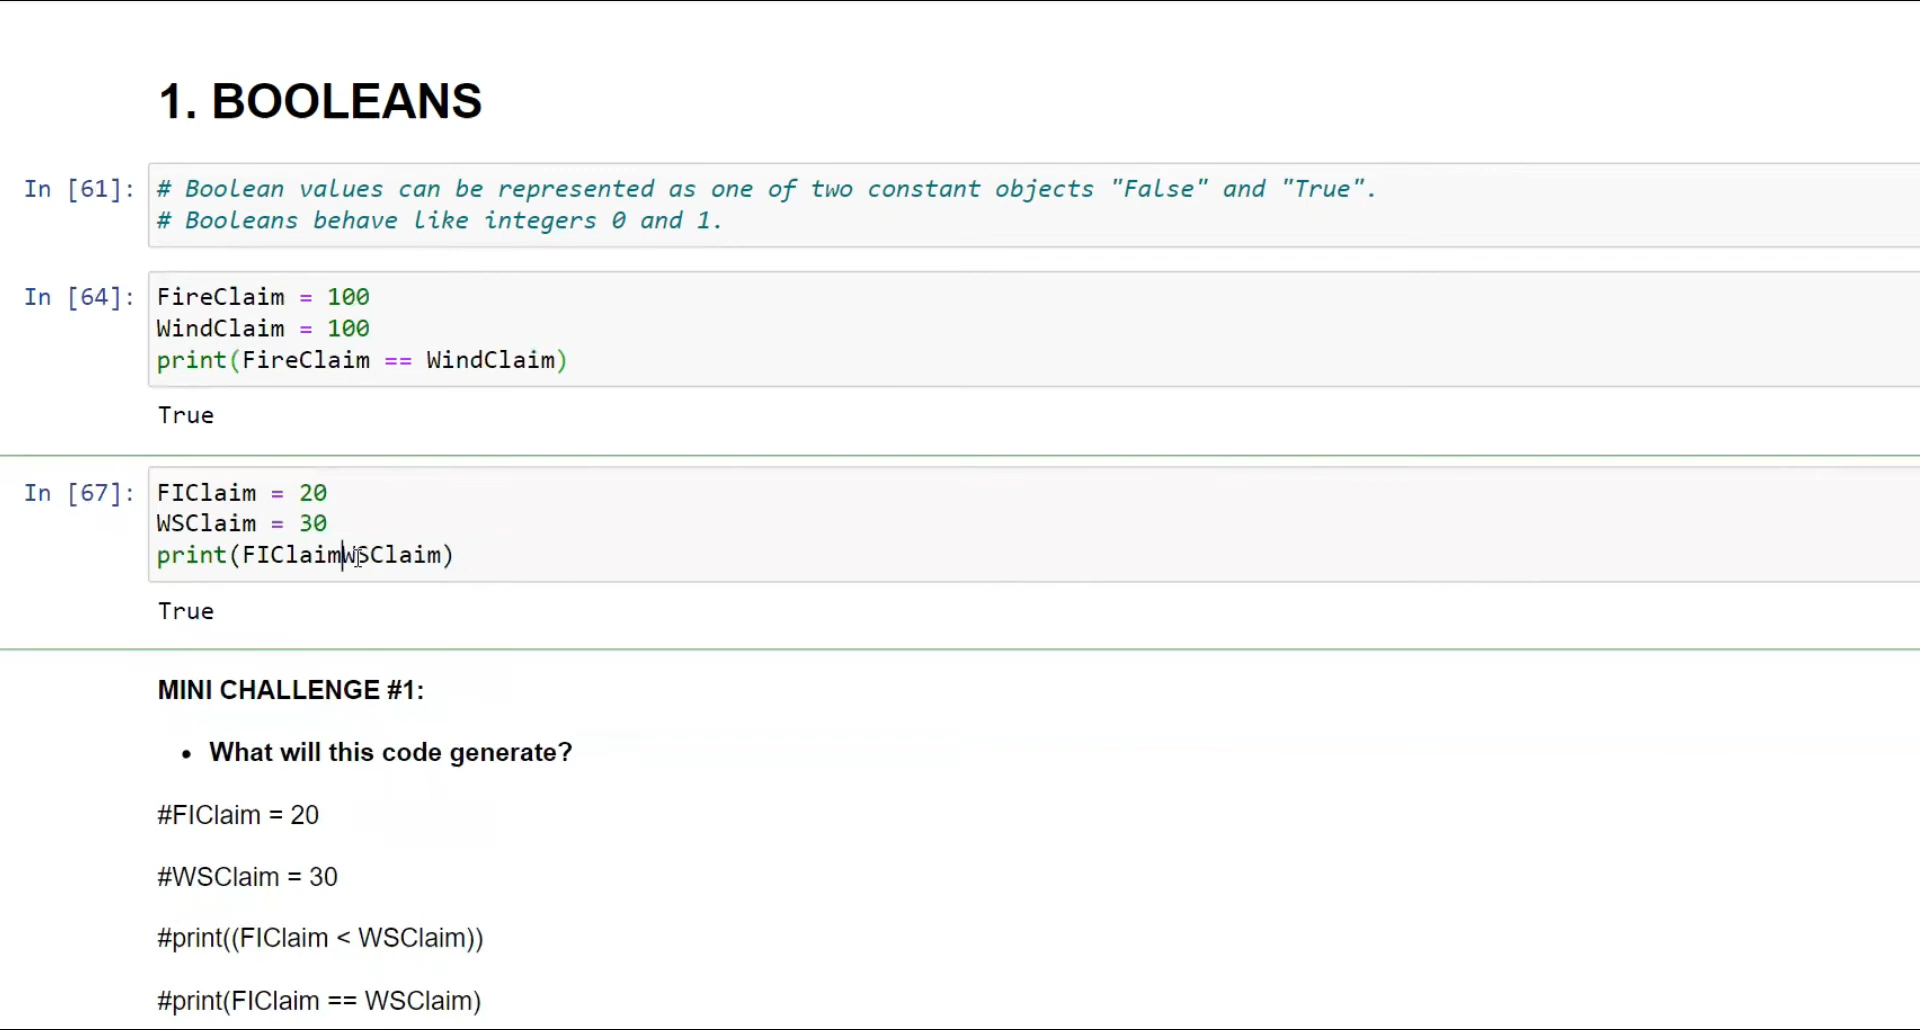 1. BOOLEANS
In [61]: # Boolean values can be represented as one of two constant objects "False" and "True".
# Booleans behave like integers 0 and 1.
In [64]: FireClaim = 100
WindClaim = 100
print(FireClaim == WindClaim)
True
In [67]: FIClaim = 20
WSClaim = 30
print(FIClaimWSClaim)
True
MINI CHALLENGE #1:
• What will this code generate?
#FIClaim = 20
#WSClaim = 30
#print((FIClaim < WSClaim))
#print(FIClaim == WSClaim)